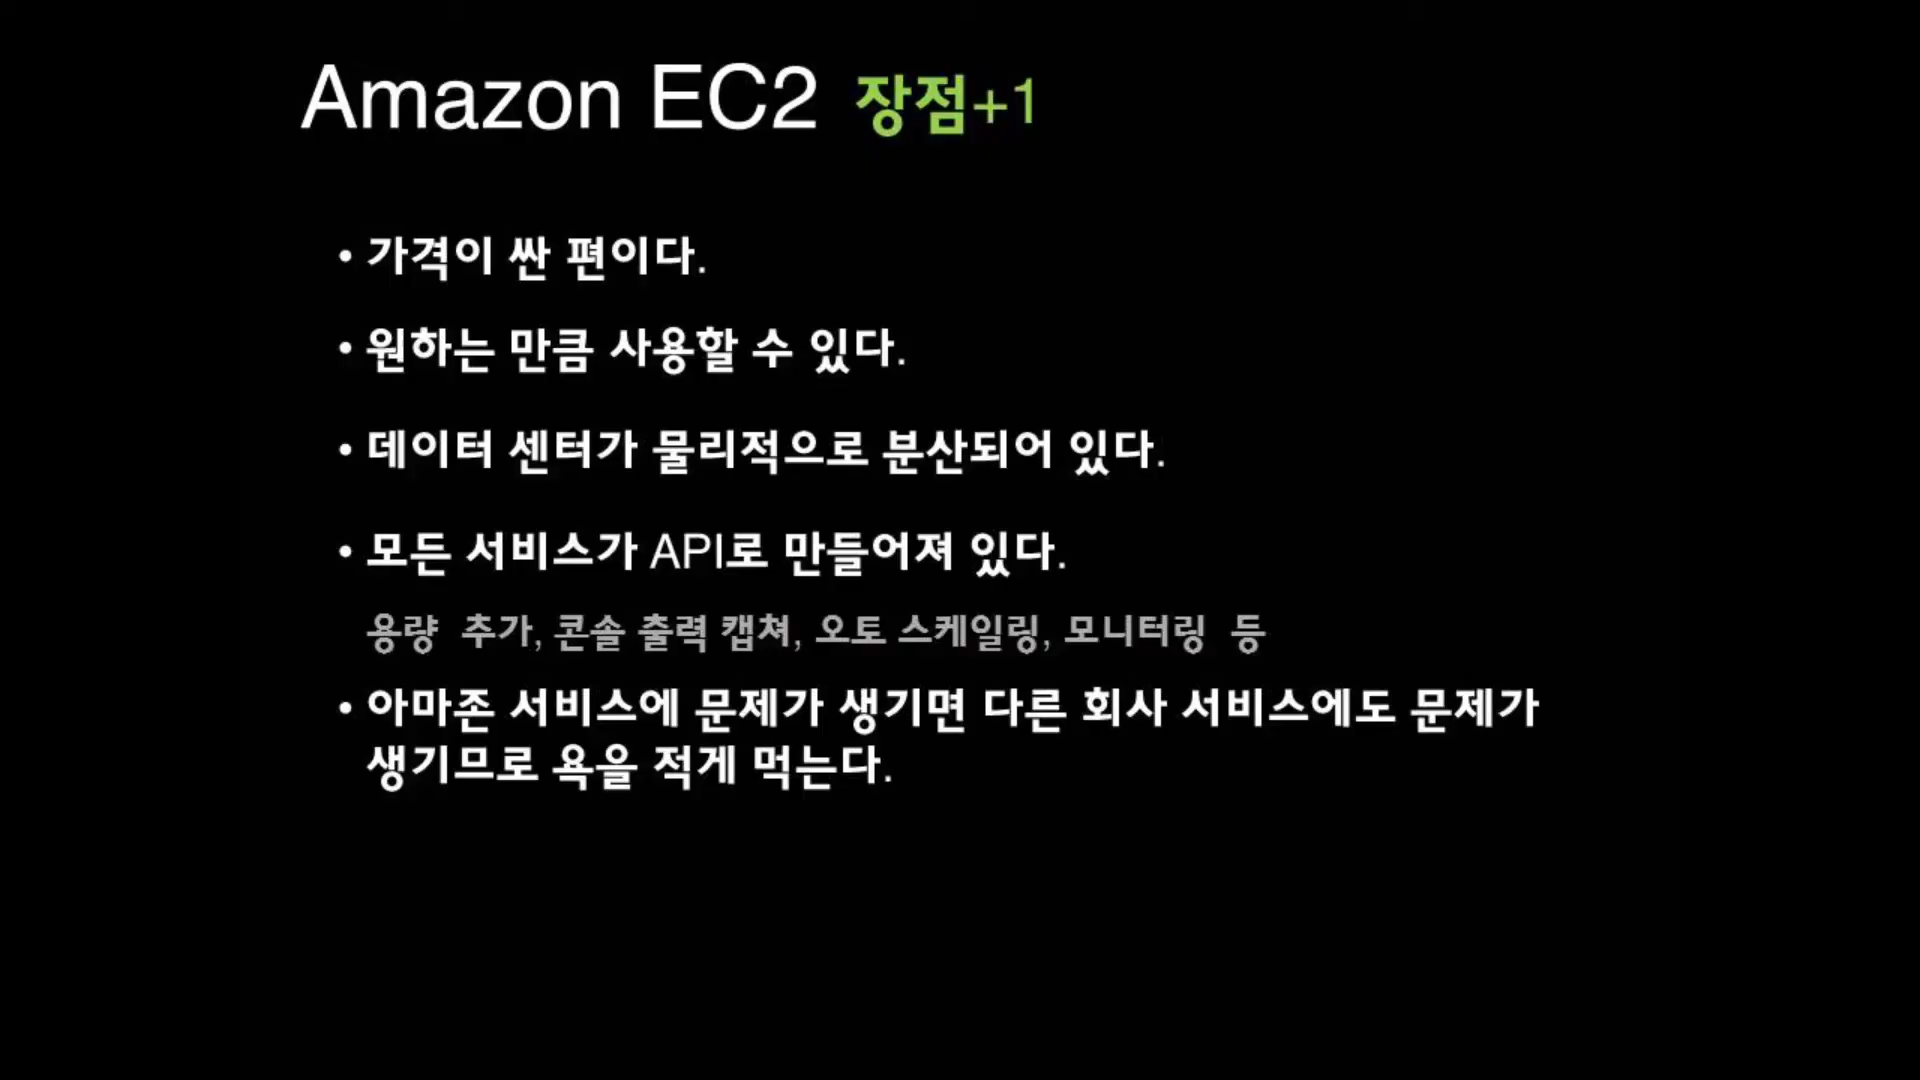 Amazon EC2 장점+1
• 가격이 싼 편이다.
• 원하는 만큼 사용할 수 있다.
• 데이터 센터가 물리적으로 분산되어 있다.
• 모든 서비스가 API로 만들어져 있다.
용량 추가, 콘솔 출력 캡쳐, 오토 스케일링, 모니터링 등
• 아마존 서비스에 문제가 생기면 다른 회사 서비스에도 문제가
생기므로 욕을 적게 먹는다.